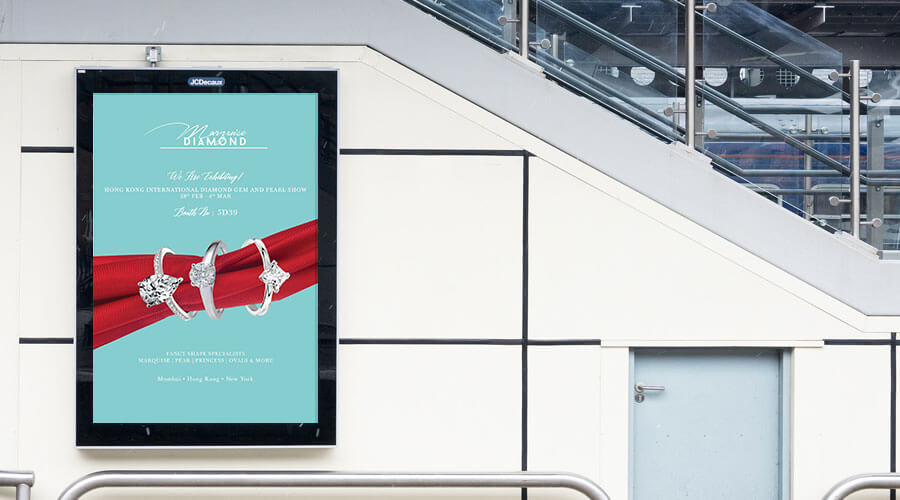 JCDecaux
Marquise
DIAMOND
We Are Exhibiting!
HONG KONG INTERNATIONAL DIAMOND GEM AND PEARL SHOW
28th FEB - 4th MAR
Booth No : 5D39
FANCY SHAPE SPECIALISTS
MARQUISE | PEAR | PRINCESS | OVALS & MORE
Mumbai • Hong Kong • New York